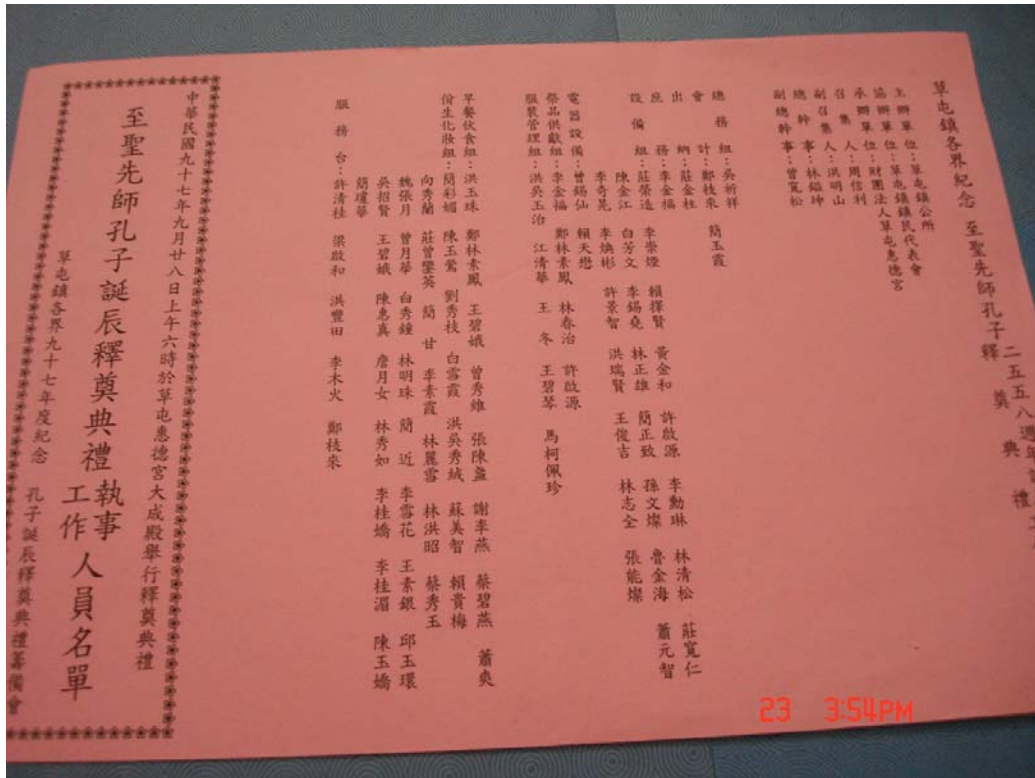 草屯鎮各界紀念 至聖先師孔子 二五五八週年誕 釋奠典禮
主辦單位：草屯鎮公所
協辦單位：草屯鎮鎮民代表會
承辦單位：財團法人草屯惠德宮
召集人：周信利
副召集人：洪明山
總幹事：林鎰坤
副總幹事：曾寬松
總務組：吳祈祥
會計：鄭枝來 簡玉霞
出納：莊金柱
庶務：李金福
設備組：莊榮造 李崇煙 賴擇賢 黃金和 許啟源 李勳琳 林清松 莊寬仁
陳金江 白芳文 李錫堯 林正雄 簡正致 孫文燦 魯金海 蕭元智
李奇晃 李煥彬 許景智 洪瑞賢 王俊吉 林志全 張能燦
電器設備：曾錫仙 賴天懋
祭品供獻組：李金福 鄭林素鳳 林春治 許啟源
服裝管理組：洪吳玉治 江清華 王冬 王碧琴 馬柯佩珍
早餐伙食組：洪玉珠 鄭林素鳳 王碧娥 曾秀維 張陳盞 謝李燕 蔡碧燕 蕭爽
佾生化妝組：簡彩媚 陳玉鶯 劉秀枝 白雪霞 洪吳秀絨 蘇美智 賴貴梅
向秀蘭 莊曾鑾英 簡甘 李素霞 林麗雪 林洪昭 蔡秀玉
魏張月 曾月華 白秀鐘 林明珠 簡近 李雪花 王素銀 邱玉環
吳招賢 王碧娥 陳惠真 詹月女 林秀如 李桂嬌 李桂湄 陳玉嬌
簡瓊華
服務台：許清桂 梁啟和 洪豐田 李木火 鄭枝來
中華民國九十七年九月廿八日上午六時於草屯惠德宮大成殿舉行釋奠典禮
至聖先師孔子誕辰釋奠典禮 執事 工作 人員名單
草屯鎮各界九十七年度紀念 孔子誕辰釋奠典禮籌備會
23 3:54PM